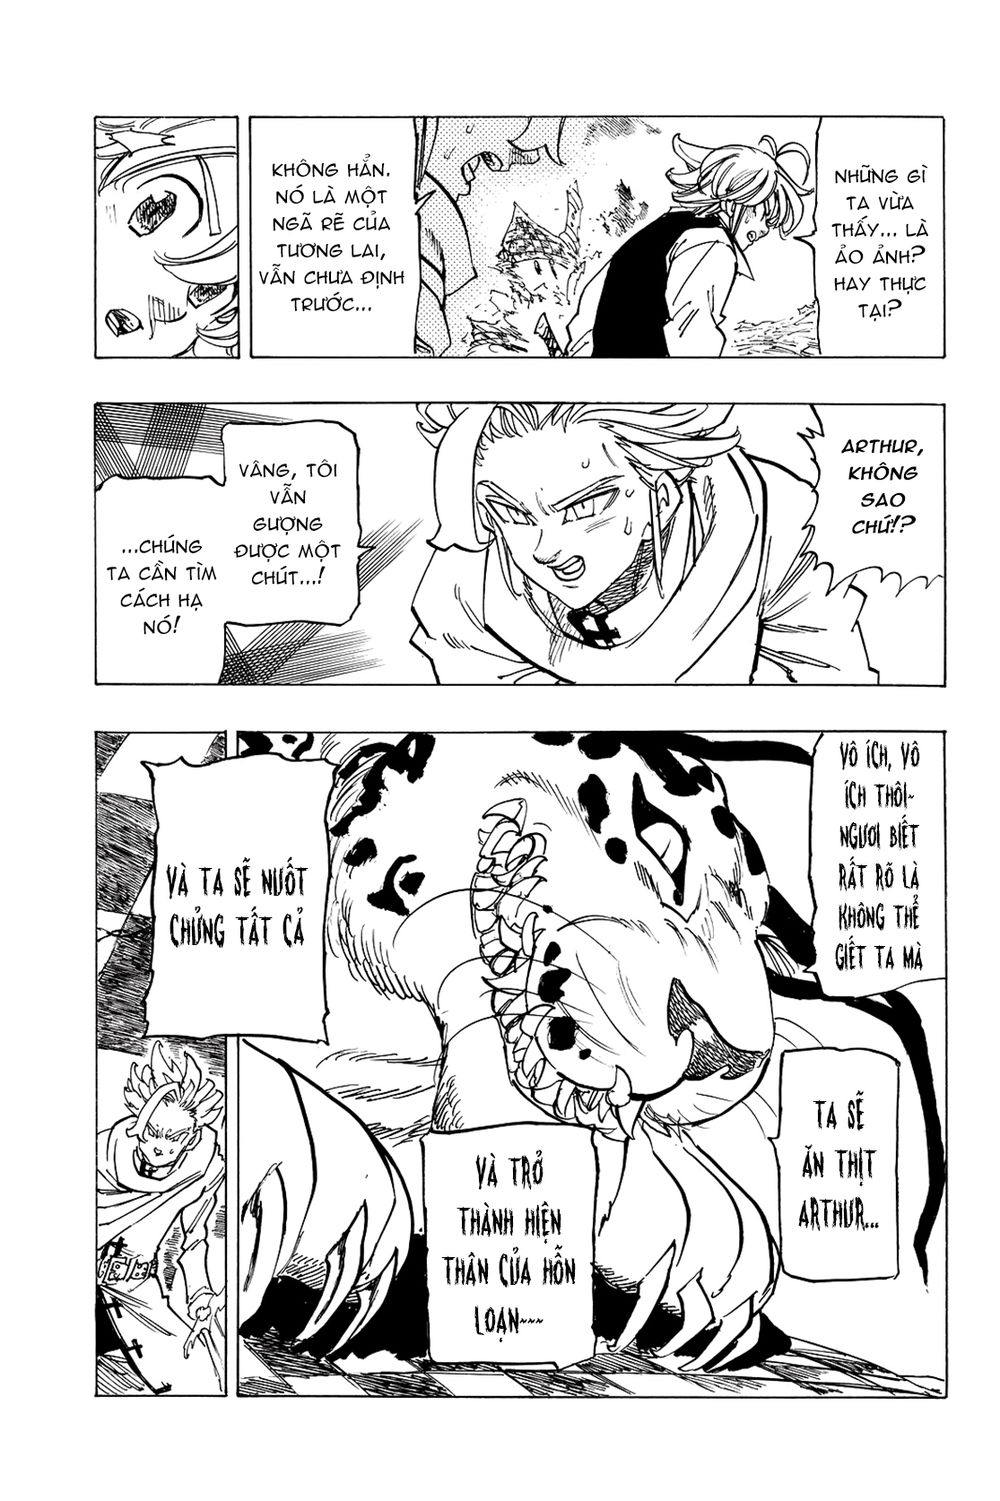 NHỮNG GÌ
TA VỪA
THẤY... LÀ
ẢO ẢNH?
HAY THỰC
TẠI?
KHÔNG HẲN.
NÓ LÀ MỘT
NGÃ RẼ CỦA
TƯƠNG LAI,
VẪN CHƯA ĐỊNH
TRƯỚC...
ARTHUR,
KHÔNG
SAO
CHỨ!?
VÂNG, TÔI
VẪN
GƯỢNG
ĐƯỢC MỘT
CHÚT...!
...CHÚNG
TA CẦN TÌM
CÁCH HẠ
NÓ!
VÔ ÍCH, VÔ
ÍCH THÔI~
NGƯƠI BIẾT
RẤT RÕ LÀ
KHÔNG THỂ
GIẾT TA MÀ
TA SẼ
ĂN THỊT
ARTHUR...
VÀ TRỞ
THÀNH HIỆN
THÂN CỦA HỖN
LOẠN~~~
VÀ TA SẼ NUỐT
CHỬNG TẤT CẢ